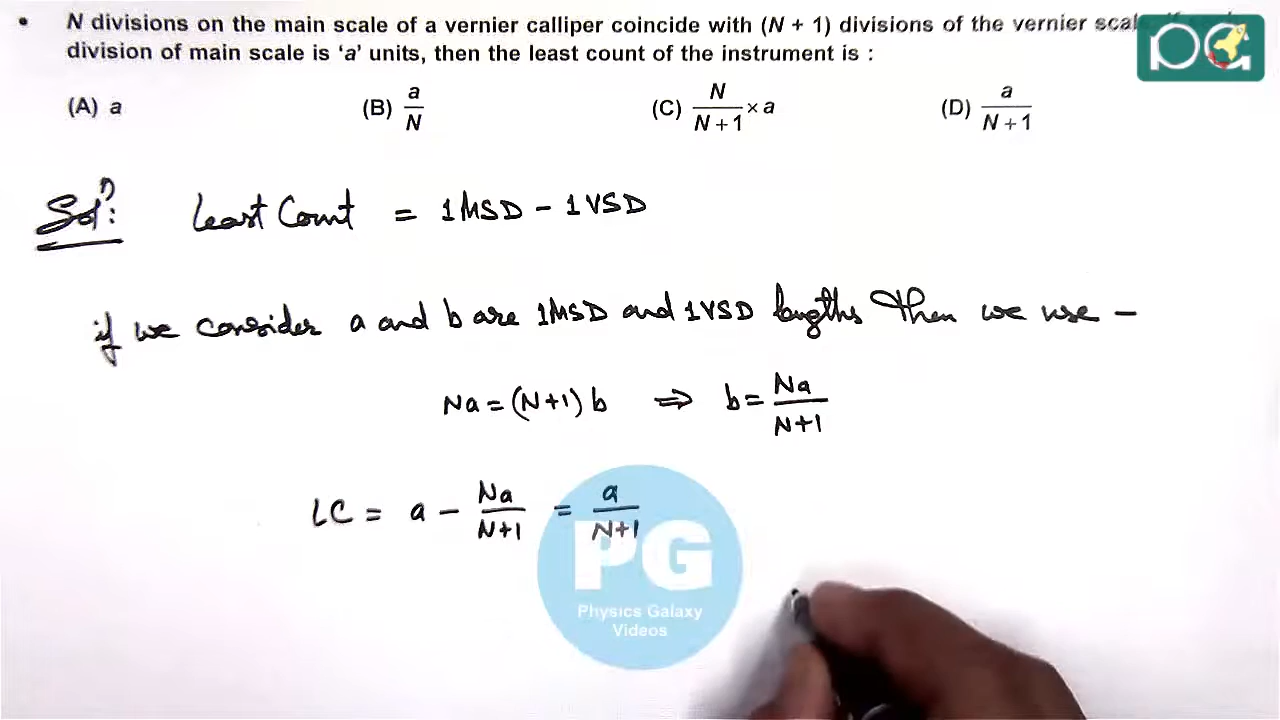 • N divisions on the main scale of a vernier calliper coincide with (N + 1) divisions of the vernier
division of main scale is ‘a’ units, then the least count of the instrument is :
(A) a (B) a/N (C) N/(N + 1) × a (D) a/(N + 1)
PG
Solⁿ: Least Count = 1MSD - 1VSD
if we consider a and b are 1MSD and 1VSD lengths then we use -
Na = (N+1) b ⇒ b = Na/(N+1)
LC = a - Na/(N+1) = a/(N+1)
PG
Physics Galaxy
Videos